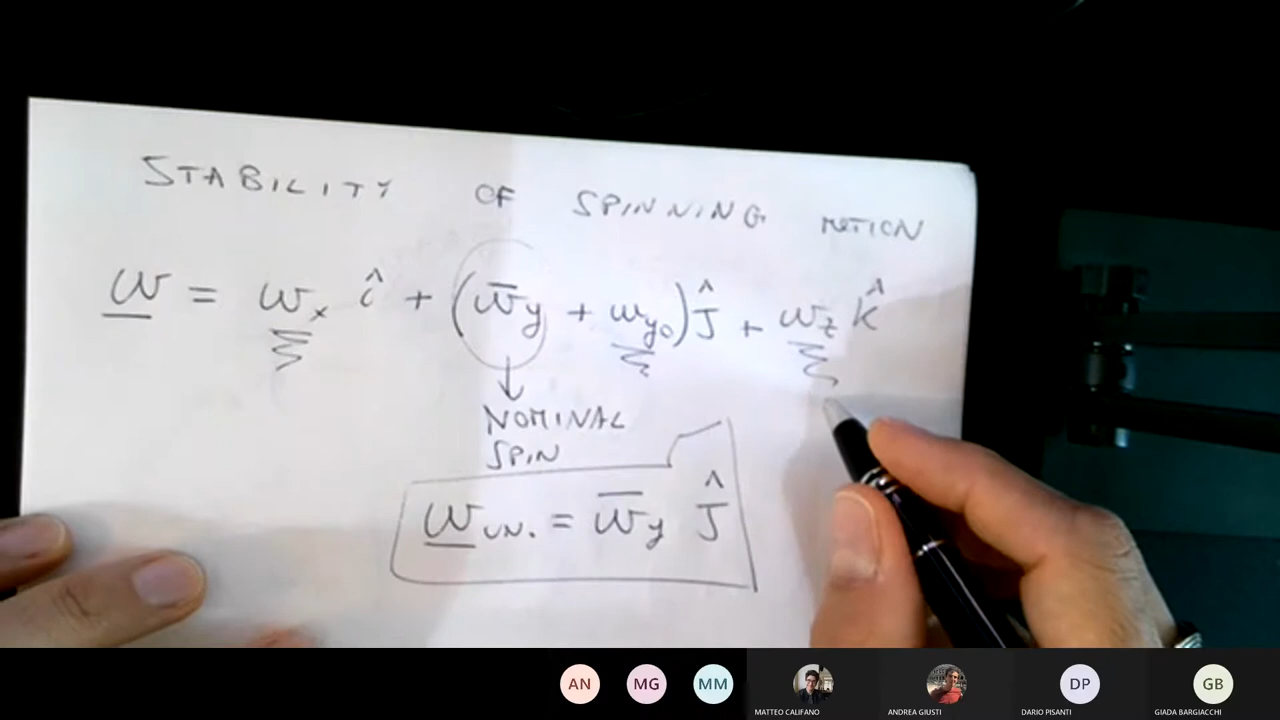 STABILITY OF SPINNING MOTION
ω = ωx î + (ω̄y + ωy₀) ĵ + ωz k̂
NOMINAL
SPIN
ω UN. = ω̄y ĵ
AN MG MM DP GB
MATTEO CALIFANO ANDREA GIUSTI DARIO PISANTI GIADA BARGIACCHI